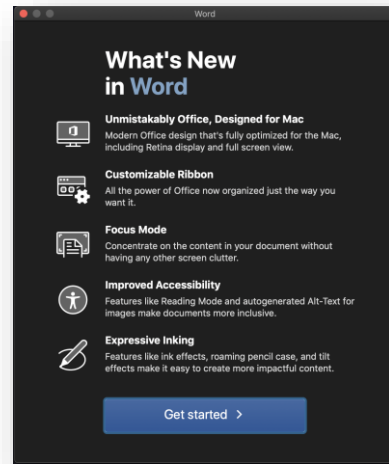 Word
What's New
in Word
Unmistakably Office, Designed for Mac
Modern Office design that's fully optimized for the Mac,
including Retina display and full screen view.
Customizable Ribbon
All the power of Office now organized just the way you
want it.
Focus Mode
Concentrate on the content in your document without
having any other screen clutter.
Improved Accessibility
Features like Reading Mode and autogenerated Alt-Text for
images make documents more inclusive.
Expressive Inking
Features like ink effects, roaming pencil case, and tilt
effects make it easy to create more impactful content.
Get started >